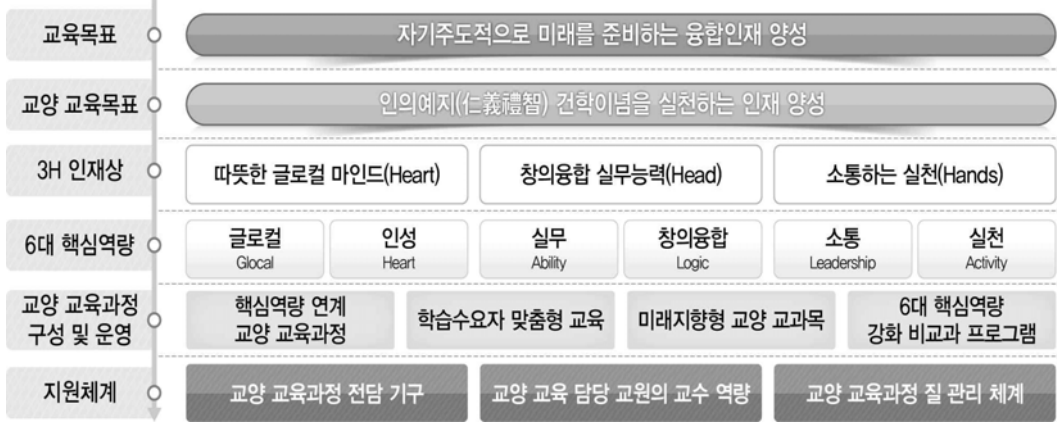 교육목표
자기주도적으로 미래를 준비하는 융합인재 양성
교양 교육목표
인의예지(仁義禮智) 건학이념을 실천하는 인재 양성
3H 인재상
따뜻한 글로컬 마인드(Heart)
창의융합 실무능력(Head)
소통하는 실천(Hands)
6대 핵심역량
글로컬
Glocal
인성
Heart
실무
Ability
창의융합
Logic
소통
Leadership
실천
Activity
교양 교육과정
구성 및 운영
핵심역량 연계
교양 교육과정
학습수요자 맞춤형 교육
미래지향형 교양 교과목
6대 핵심역량
강화 비교과 프로그램
지원체계
교양 교육과정 전담 기구
교양 교육 담당 교원의 교수 역량
교양 교육과정 질 관리 체계